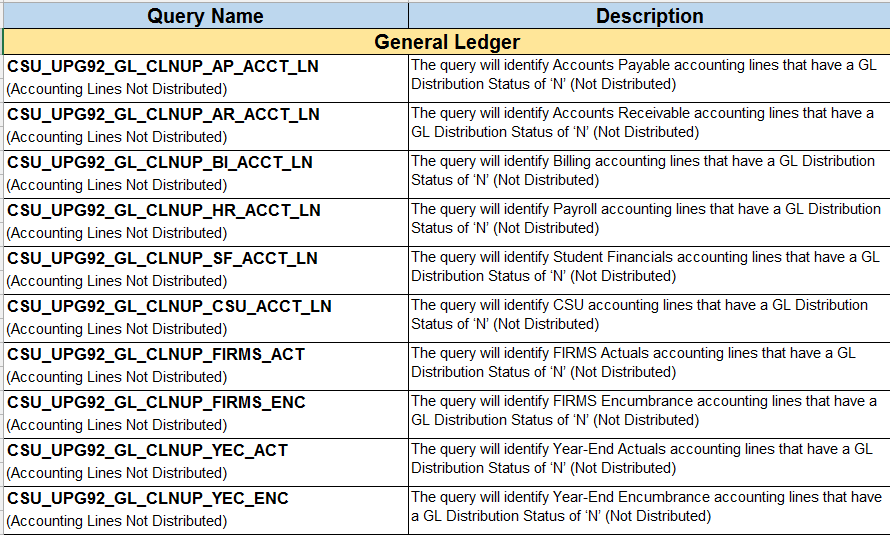 Query Name
Description
General Ledger
CSU_UPG92_GL_CLNUP_AP_ACCT_LN
(Accounting Lines Not Distributed)
The query will identify Accounts Payable accounting lines that have a GL
Distribution Status of ‘N’ (Not Distributed)
CSU_UPG92_GL_CLNUP_AR_ACCT_LN
(Accounting Lines Not Distributed)
The query will identify Accounts Receivable accounting lines that have a
GL Distribution Status of ‘N’ (Not Distributed)
CSU_UPG92_GL_CLNUP_BI_ACCT_LN
(Accounting Lines Not Distributed)
The query will identify Billing accounting lines that have a GL Distribution
Status of ‘N’ (Not Distributed)
CSU_UPG92_GL_CLNUP_HR_ACCT_LN
(Accounting Lines Not Distributed)
The query will identify Payroll accounting lines that have a GL Distribution
Status of ‘N’ (Not Distributed)
CSU_UPG92_GL_CLNUP_SF_ACCT_LN
(Accounting Lines Not Distributed)
The query will identify Student Financials accounting lines that have a GL
Distribution Status of ‘N’ (Not Distributed)
CSU_UPG92_GL_CLNUP_CSU_ACCT_LN
(Accounting Lines Not Distributed)
The query will identify CSU accounting lines that have a GL Distribution
Status of ‘N’ (Not Distributed)
CSU_UPG92_GL_CLNUP_FIRMS_ACT
(Accounting Lines Not Distributed)
The query will identify FIRMS Actuals accounting lines that have a GL
Distribution Status of ‘N’ (Not Distributed)
CSU_UPG92_GL_CLNUP_FIRMS_ENC
(Accounting Lines Not Distributed)
The query will identify FIRMS Encumbrance accounting lines that have a
GL Distribution Status of ‘N’ (Not Distributed)
CSU_UPG92_GL_CLNUP_YEC_ACT
(Accounting Lines Not Distributed)
The query will identify Year-End Actuals accounting lines that have a GL
Distribution Status of ‘N’ (Not Distributed)
CSU_UPG92_GL_CLNUP_YEC_ENC
(Accounting Lines Not Distributed)
The query will identify Year-End Encumbrance accounting lines that have
a GL Distribution Status of ‘N’ (Not Distributed)